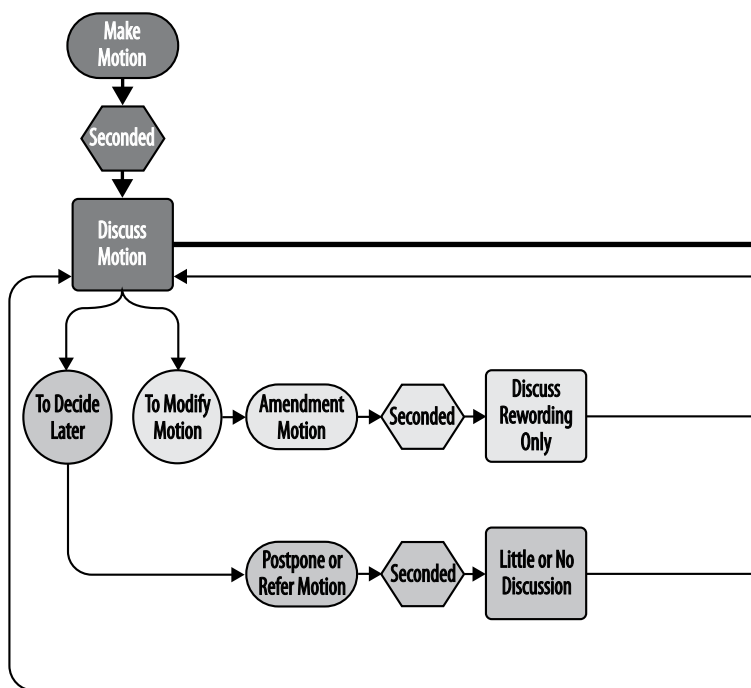 Make
Motion
Seconded
Discuss
Motion
To Decide
Later
To Modify
Motion
Amendment
Motion
Seconded
Discuss
Rewording
Only
Postpone or
Refer Motion
Seconded
Little or No
Discussion